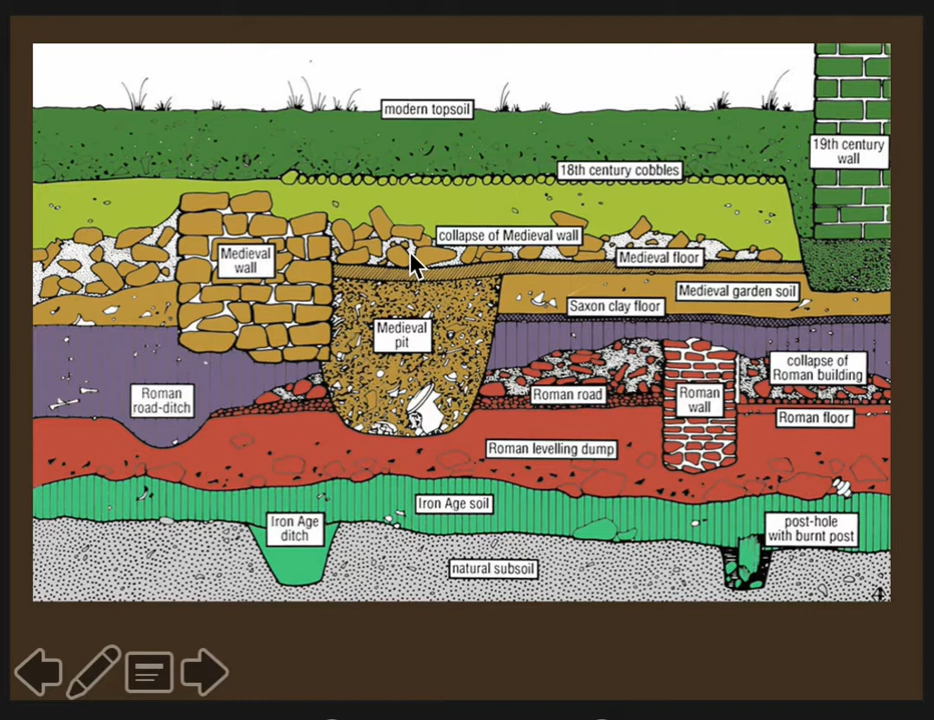 modern topsoil
19th century
wall
18th century cobbles
collapse of Medieval wall
Medieval
wall
Medieval floor
Medieval garden soil
Saxon clay floor
Medieval
pit
collapse of
Roman building
Roman
road-ditch
Roman road
Roman
wall
Roman floor
Roman levelling dump
Iron Age soil
Iron Age
ditch
post-hole
with burnt post
natural subsoil